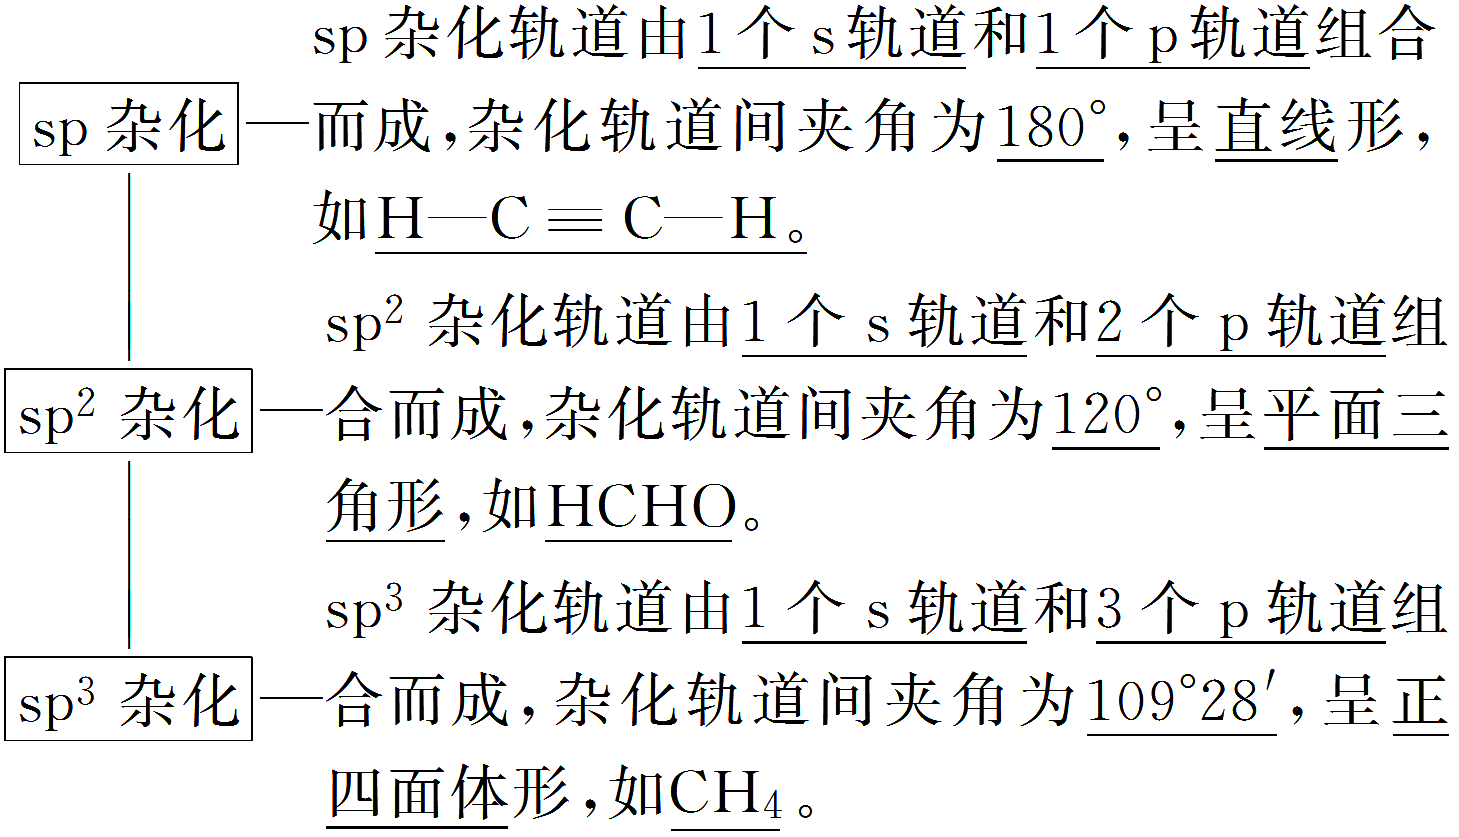 sp杂化轨道由1个s轨道和1个p轨道组合
sp 杂化
而成,杂化轨道间夹角为180°,呈直线形,
如H—C≡C—H。
sp² 杂化轨道由1个s轨道和2个p轨道组
sp² 杂化
合而成,杂化轨道间夹角为120°,呈平面三
角形,如HCHO。
sp³ 杂化轨道由1个s轨道和3个p轨道组
sp³ 杂化
合而成,杂化轨道间夹角为109°28′,呈正
四面体形,如CH₄。